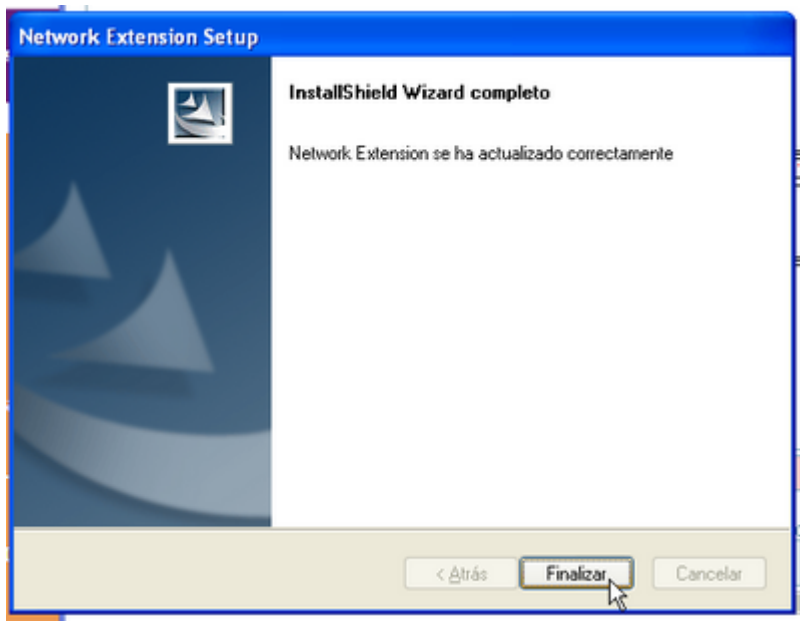 Network Extension Setup
InstallShield Wizard completo
Network Extension se ha actualizado correctamente
< Atrás
Finalizar
Cancelar